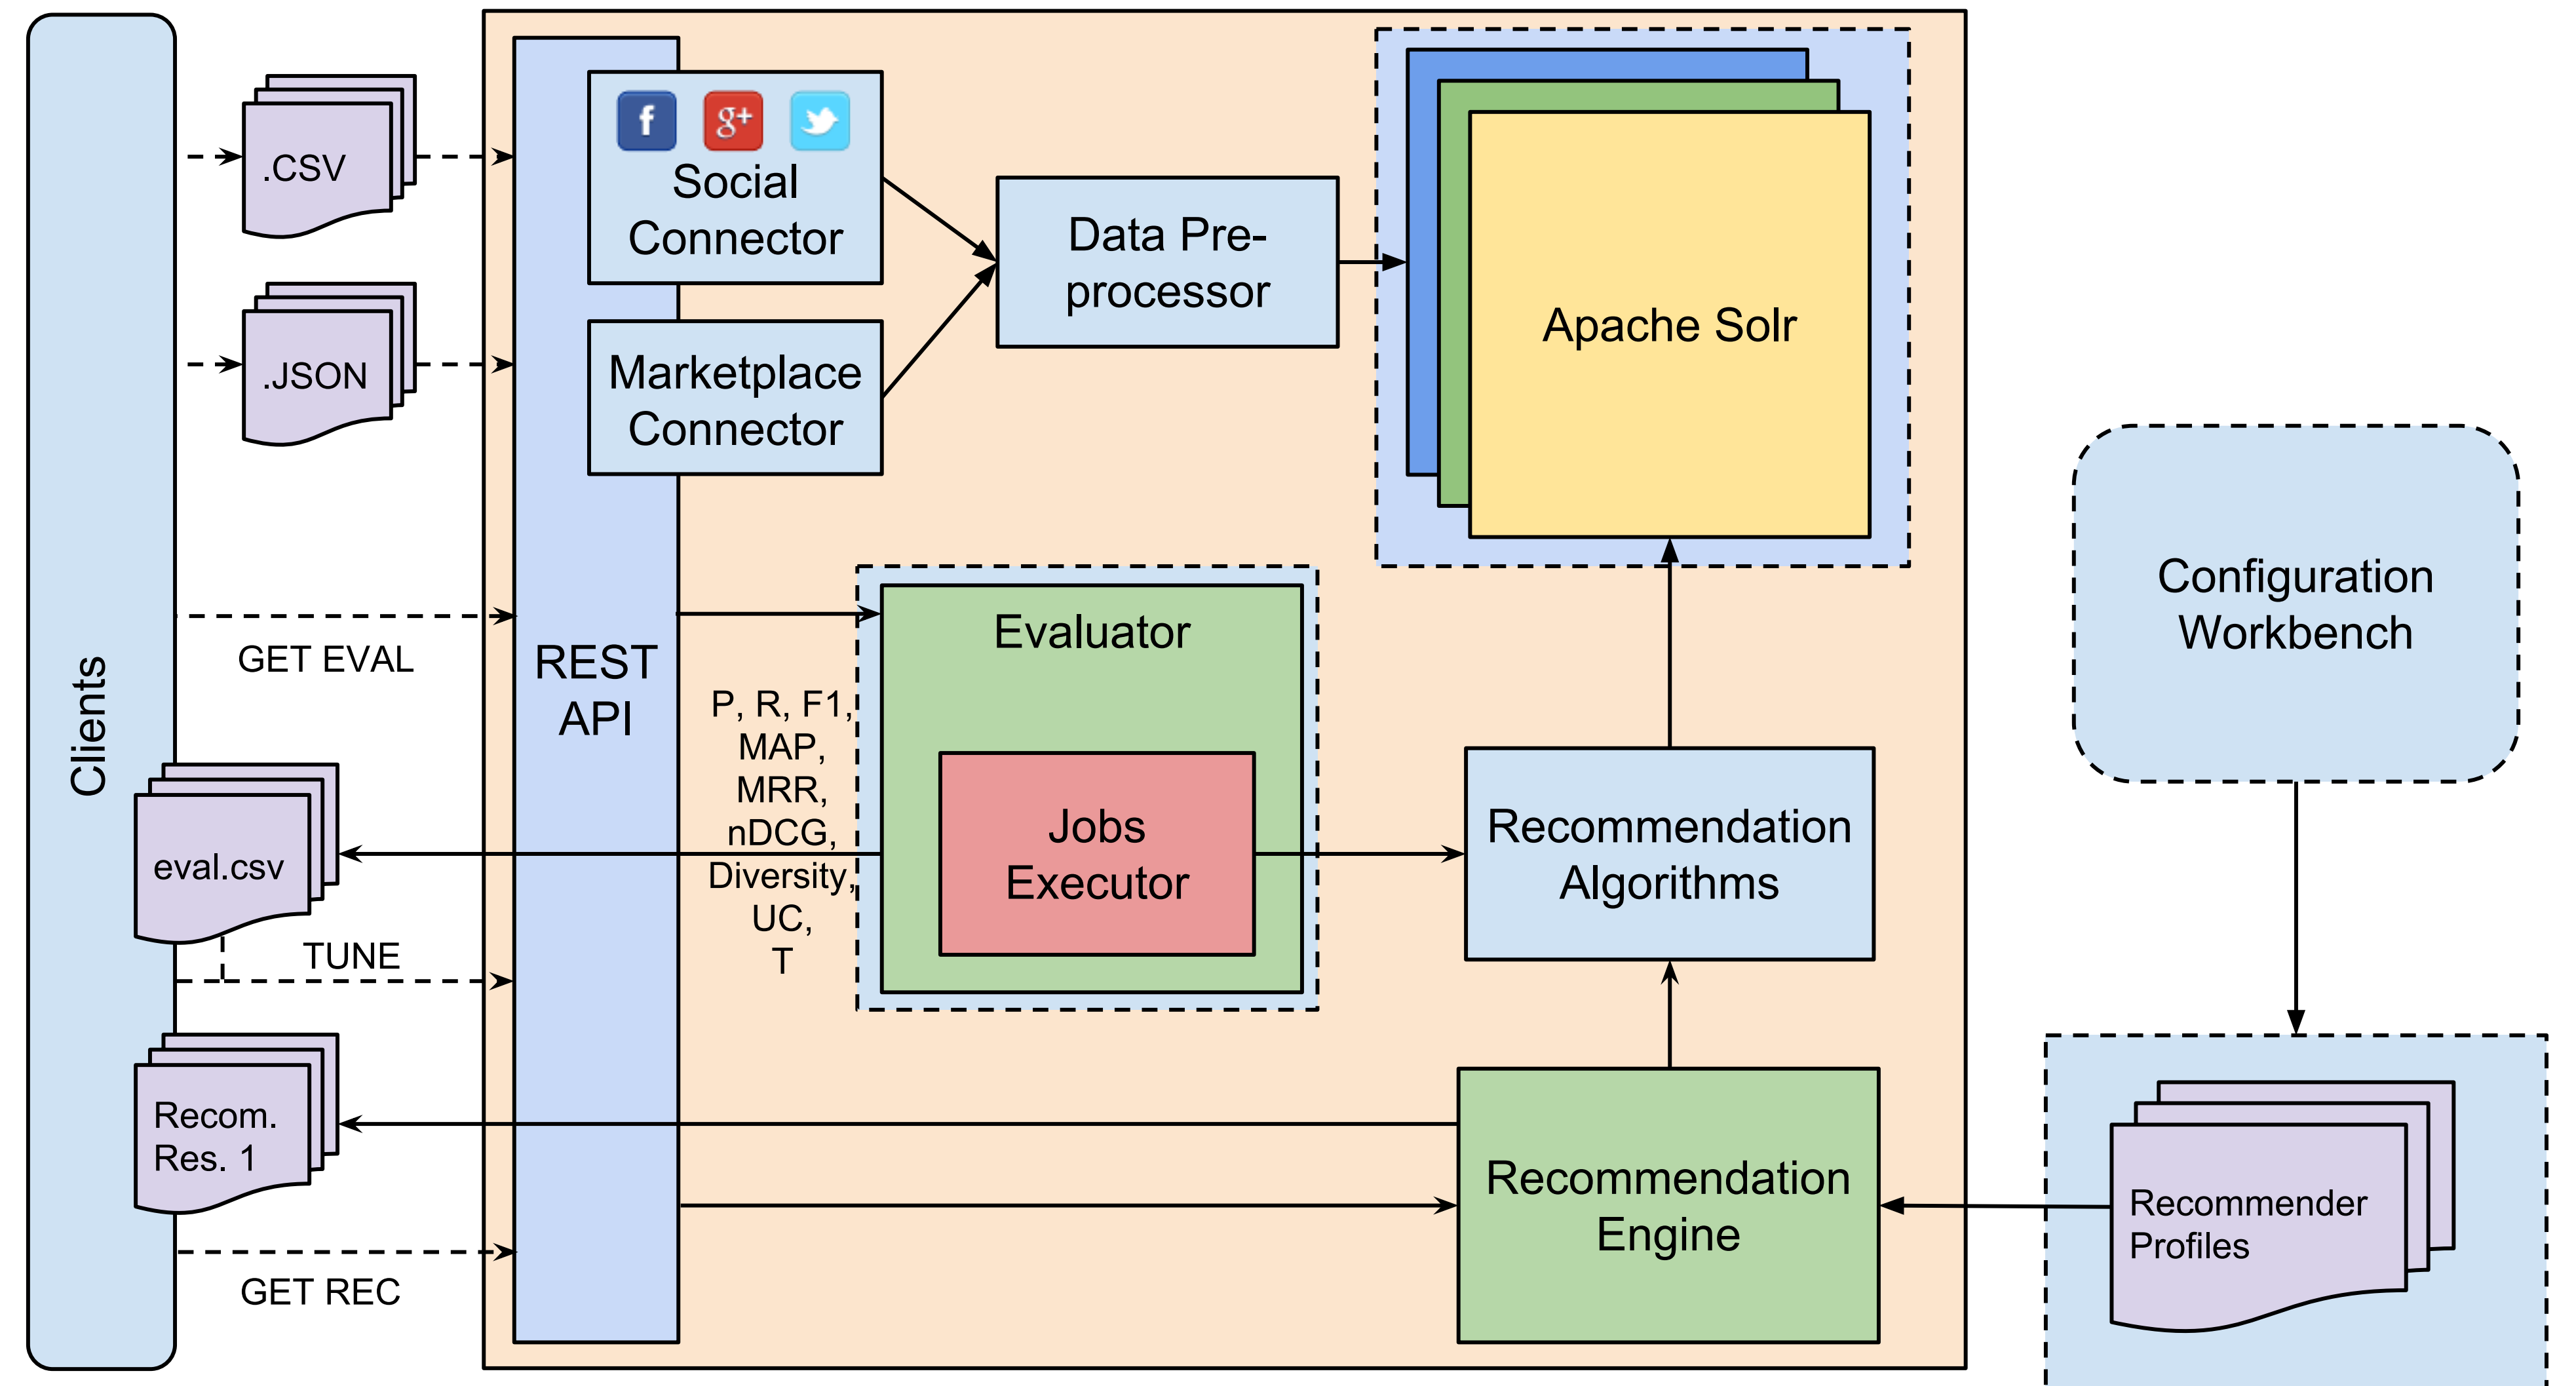 Clients
.CSV
.JSON
GET EVAL
eval.csv
TUNE
Recom.
Res. 1
GET REC
REST
API
f
g+
Social
Connector
Marketplace
Connector
Data Pre-
processor
Apache Solr
Evaluator
P, R, F1,
MAP,
MRR,
nDCG,
Diversity,
UC,
T
Jobs
Executor
Recommendation
Algorithms
Recommendation
Engine
Configuration
Workbench
Recommender
Profiles